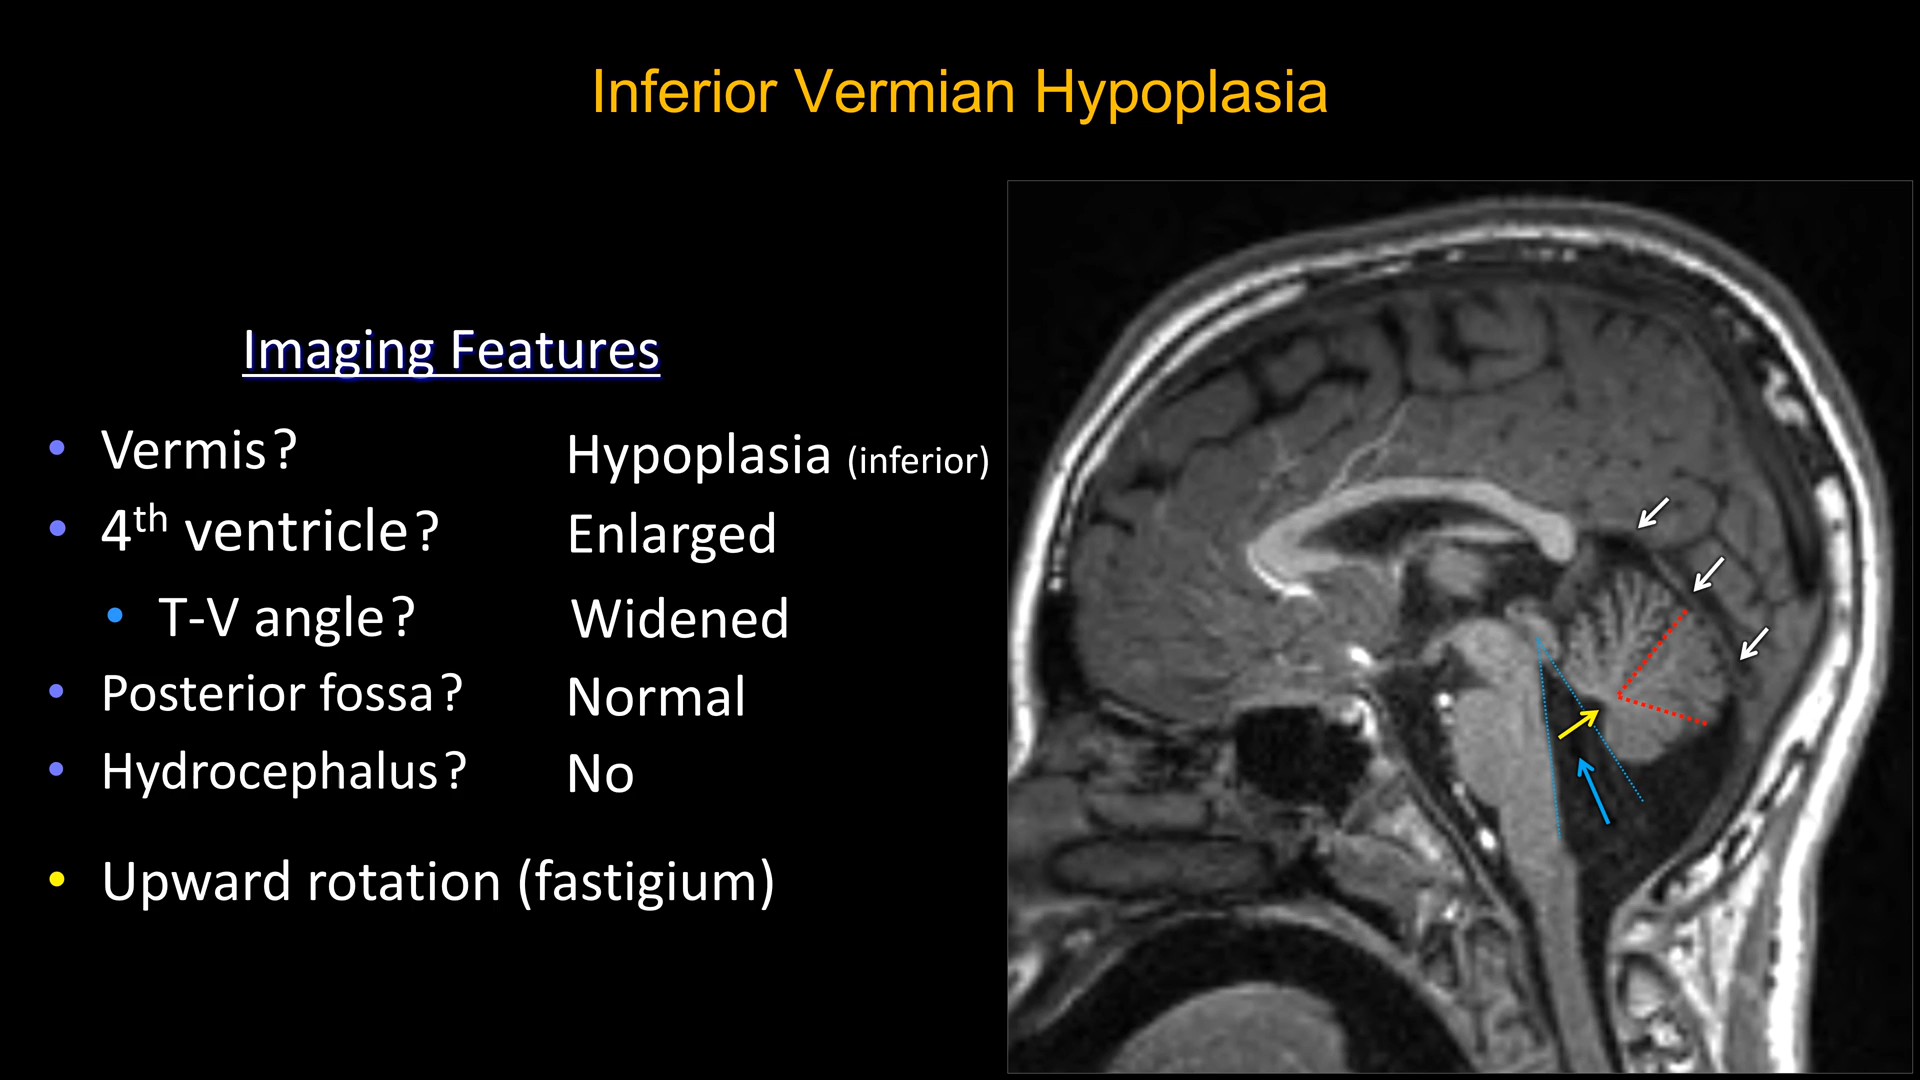 Inferior Vermian Hypoplasia
Imaging Features
• Vermis? Hypoplasia (inferior)
• 4th ventricle? Enlarged
• T-V angle? Widened
• Posterior fossa? Normal
• Hydrocephalus? No
• Upward rotation (fastigium)